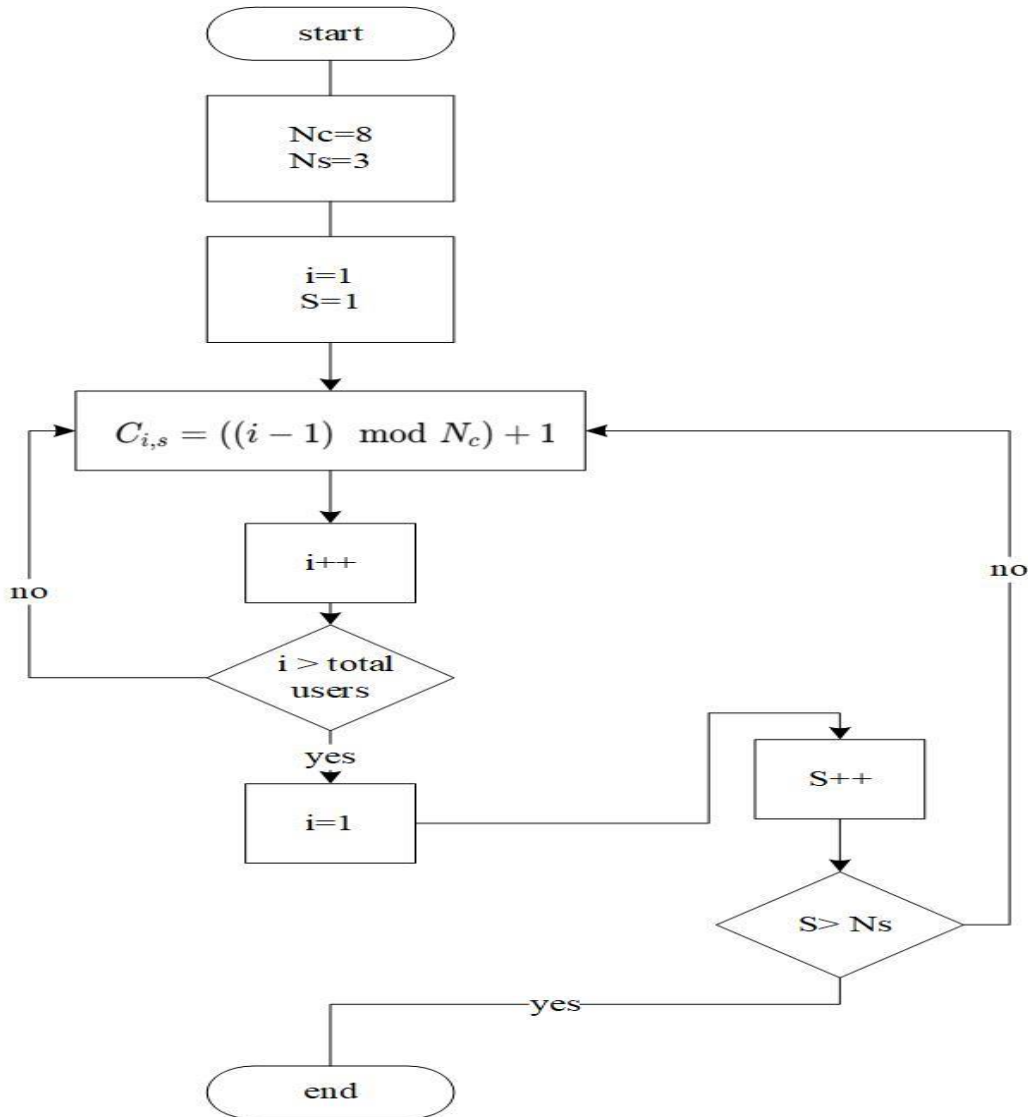 start
Nc=8
Ns=3
i=1
S=1
C_{i,s} = ((i − 1) mod N_c) + 1
i++
no
no
i > total
users
yes
S++
i=1
S> Ns
yes
end